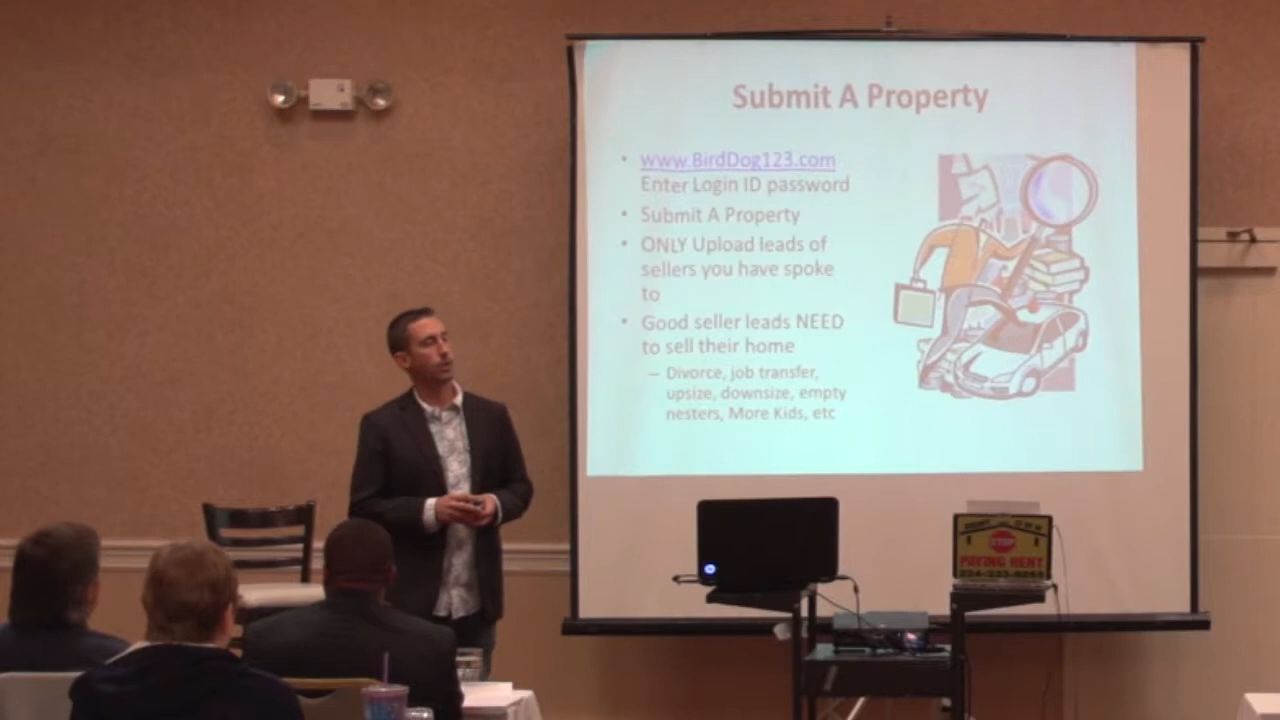 Submit A Property
• www.BirdDog123.com
Enter Login ID password
• Submit A Property
• ONLY Upload leads of
sellers you have spoke
to
• Good seller leads NEED
to sell their home
– Divorce, job transfer,
upsize, downsize, empty
nesters, More Kids, etc
STOP
PAYING RENT